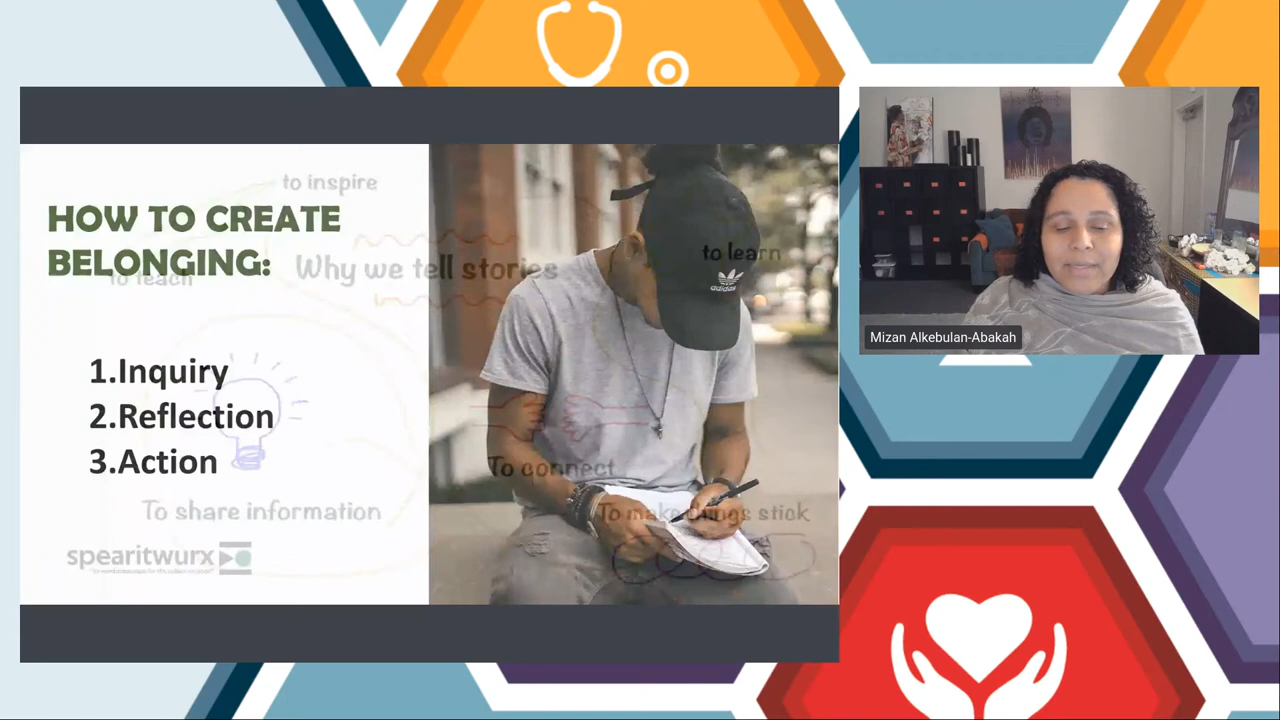 to inspire
HOW TO CREATE
BELONGING:
to teach
Why we tell stories
to learn
adidas
1.Inquiry
2.Reflection
3.Action
To connect
To share information
To make things stick
spearitwurx
Mizan Alkebulan-Abakah